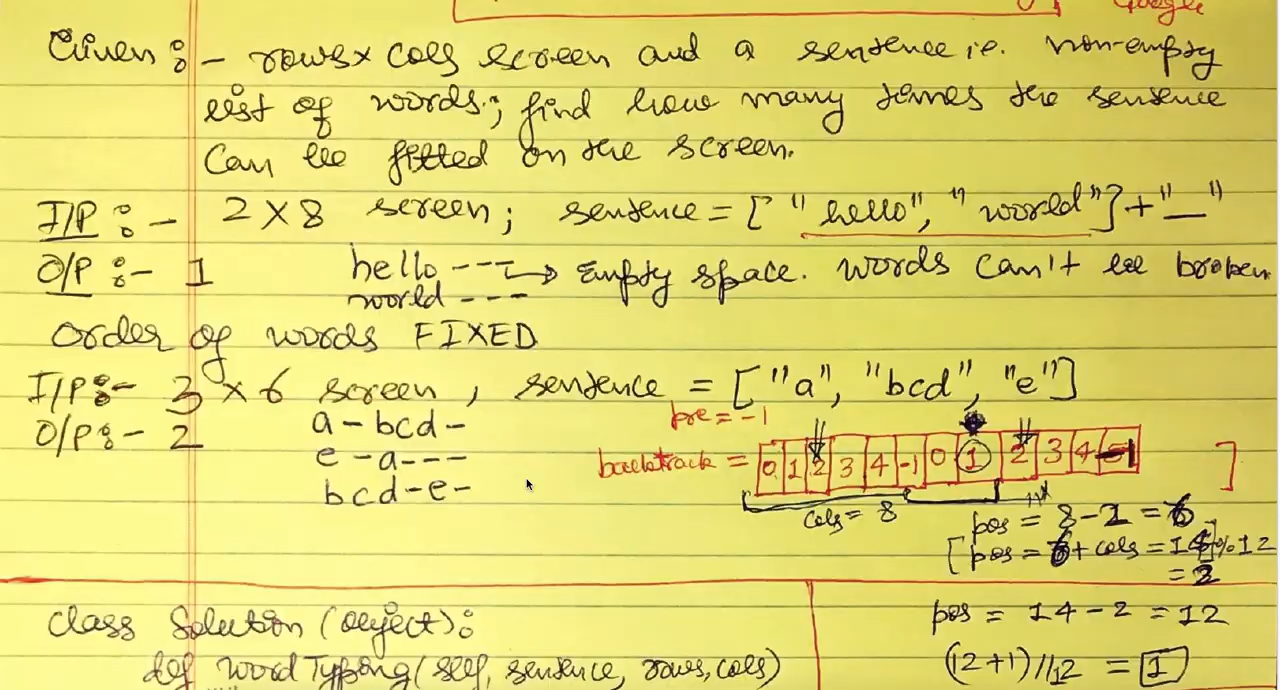 Google
Given :- rows x cols screen and a sentence i.e. non-empty
list of words; find how many times the sentence
can be fitted on the screen.
I/P :- 2 X 8 screen; sentence = ["hello", "world"] + "_"
O/P :- 1 hello --- → Empty space. Words can't be broken
world ---
Order of words FIXED
I/P :- 3 x 6 screen, sentence = ["a", "bcd", "e"]
O/P :- 2 a - bcd -
e - a ---
bcd - e -
pre = -1
backtrack = 0 1 2 3 4 -1 0 1 2 3 4 -1 ]
cols = 8
pos = 8 - 2 = 6
[pos = 6 + cols = 14] % 12
= 2
pos = 14 - 2 = 12
(12+1)//12 = 1
class Solution (object):
def wordTyping (self, sentence, rows, cols)